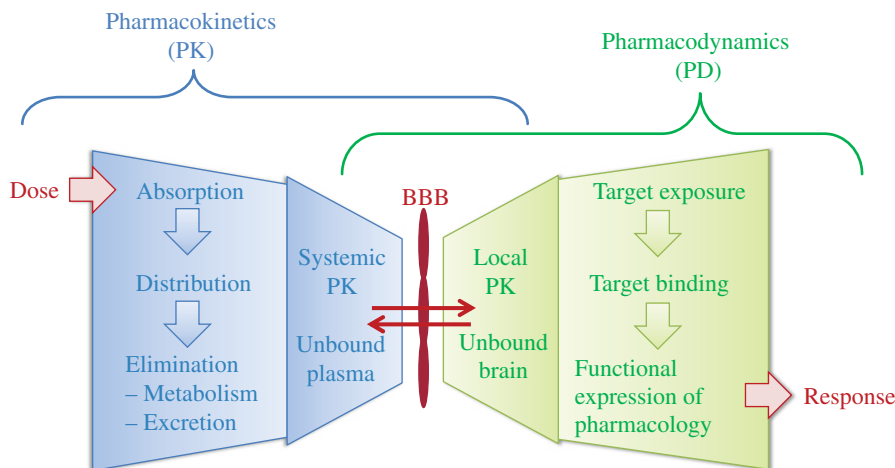 Pharmacokinetics
(PK)
Pharmacodynamics
(PD)
Dose
Absorption
Distribution
Elimination
– Metabolism
– Excretion
Systemic
PK
Unbound
plasma
BBB
Local
PK
Unbound
brain
Target exposure
Target binding
Functional
expression of
pharmacology
Response